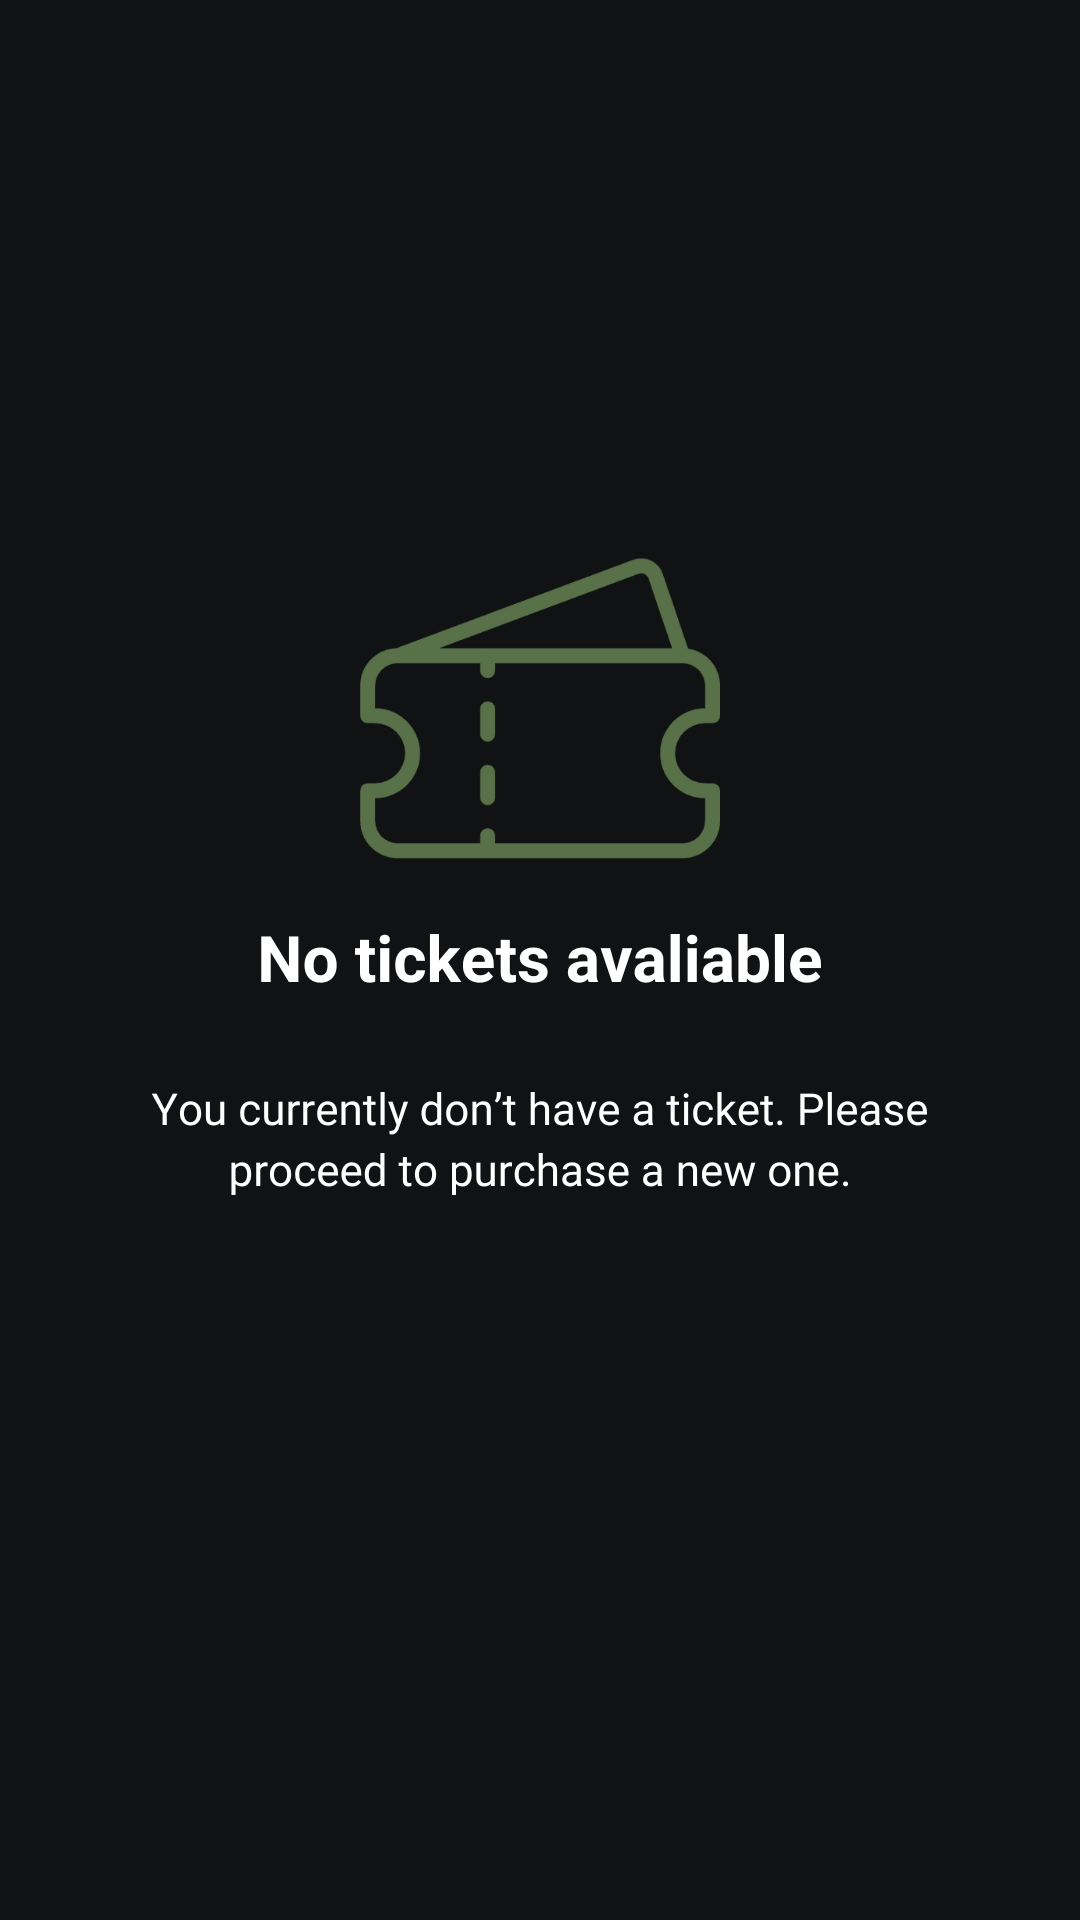 No tickets avaliable
You currently don’t have a ticket. Please
proceed to purchase a new one.